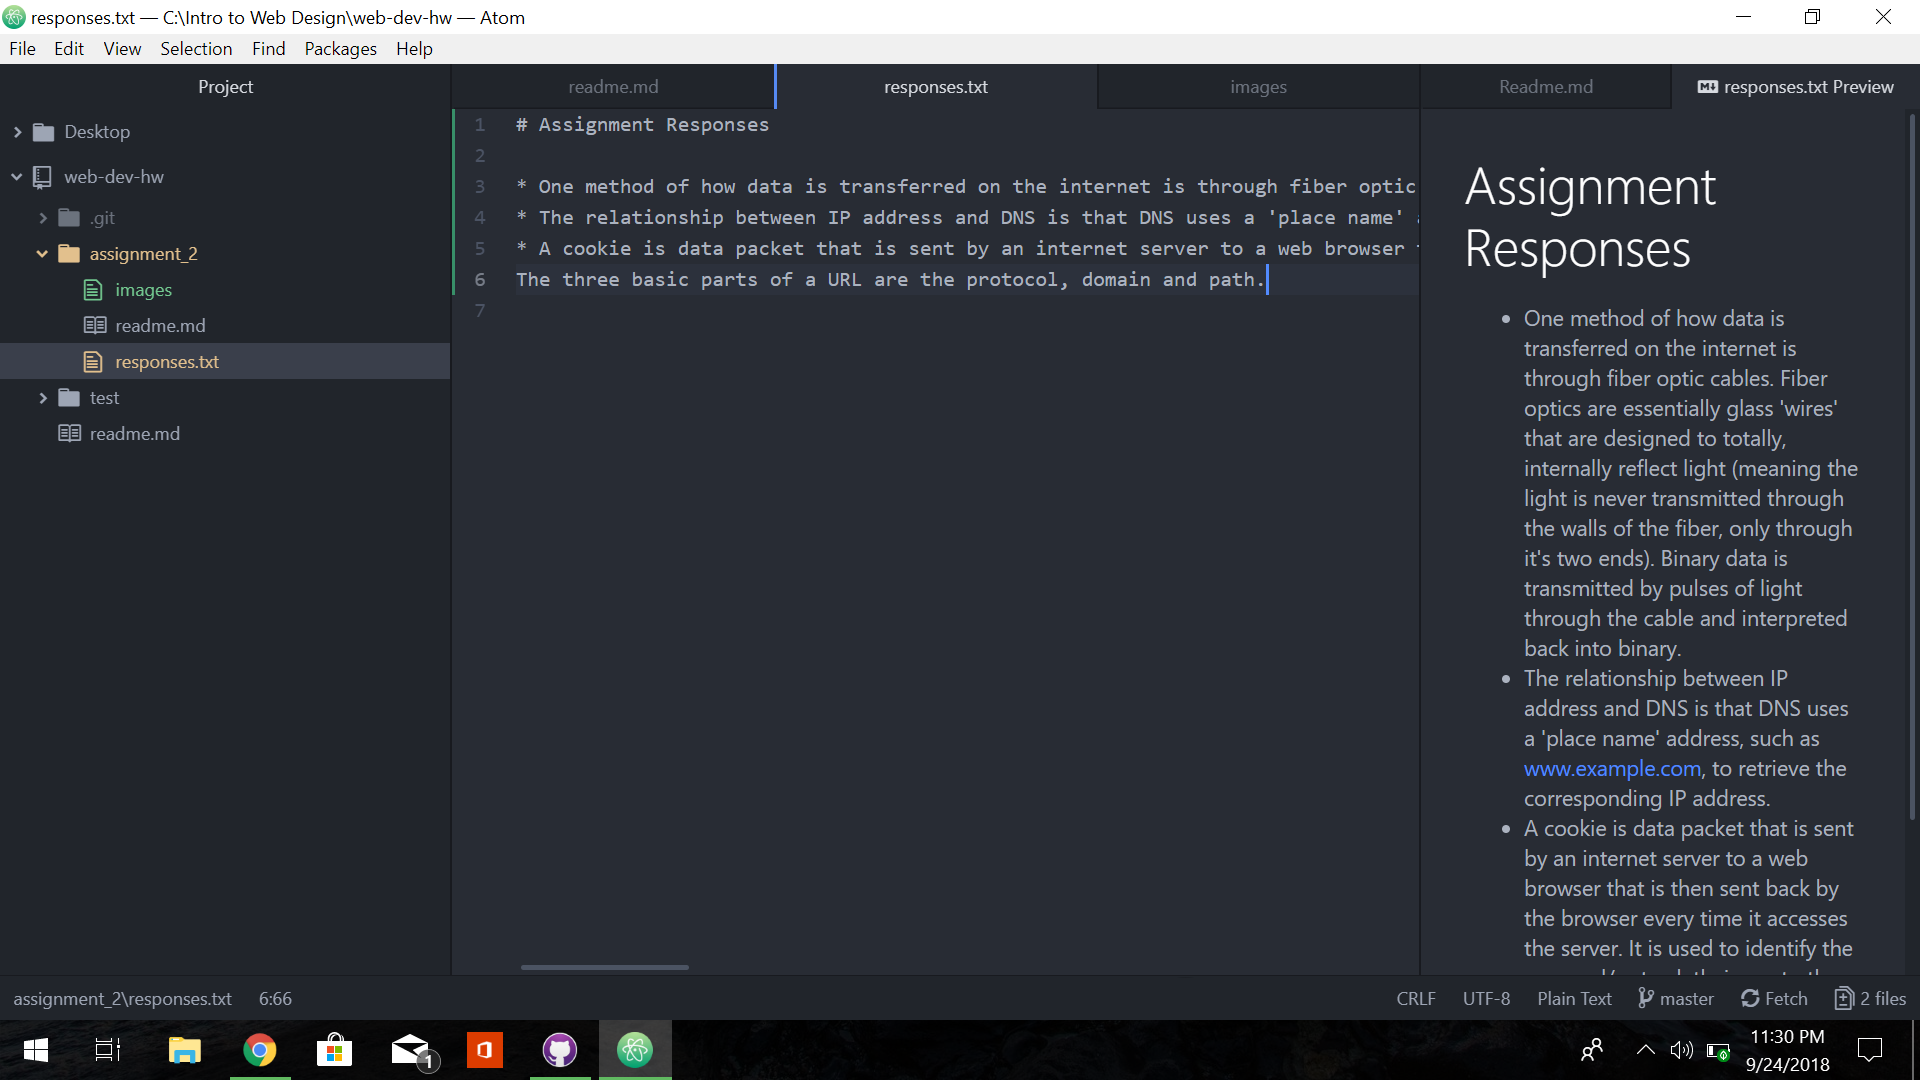 responses.txt — C:\Intro to Web Design\web-dev-hw — Atom
File Edit View Selection Find Packages Help
Project
Desktop
web-dev-hw
.git
assignment_2
images
readme.md
responses.txt
test
readme.md
readme.md responses.txt images Readme.md responses.txt Preview
1 # Assignment Responses
2
3 * One method of how data is transferred on the internet is through fiber optic
4 * The relationship between IP address and DNS is that DNS uses a 'place name'
5 * A cookie is data packet that is sent by an internet server to a web browser
6 The three basic parts of a URL are the protocol, domain and path.
7
Assignment
Responses
• One method of how data is
transferred on the internet is
through fiber optic cables. Fiber
optics are essentially glass 'wires'
that are designed to totally,
internally reflect light (meaning the
light is never transmitted through
the walls of the fiber, only through
it's two ends). Binary data is
transmitted by pulses of light
through the cable and interpreted
back into binary.
• The relationship between IP
address and DNS is that DNS uses
a 'place name' address, such as
www.example.com, to retrieve the
corresponding IP address.
• A cookie is data packet that is sent
by an internet server to a web
browser that is then sent back by
the browser every time it accesses
the server. It is used to identify the
assignment_2\responses.txt 6:66 CRLF UTF-8 Plain Text master Fetch 2 files
1
11:30 PM
9/24/2018